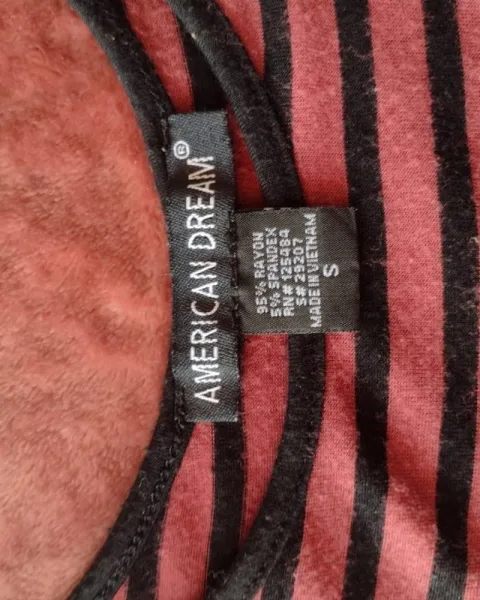 AMERICAN DREAM®
95% RAYON
5% SPANDEX
RN# 125484
S# 29207
MADE IN VIETNAM
S